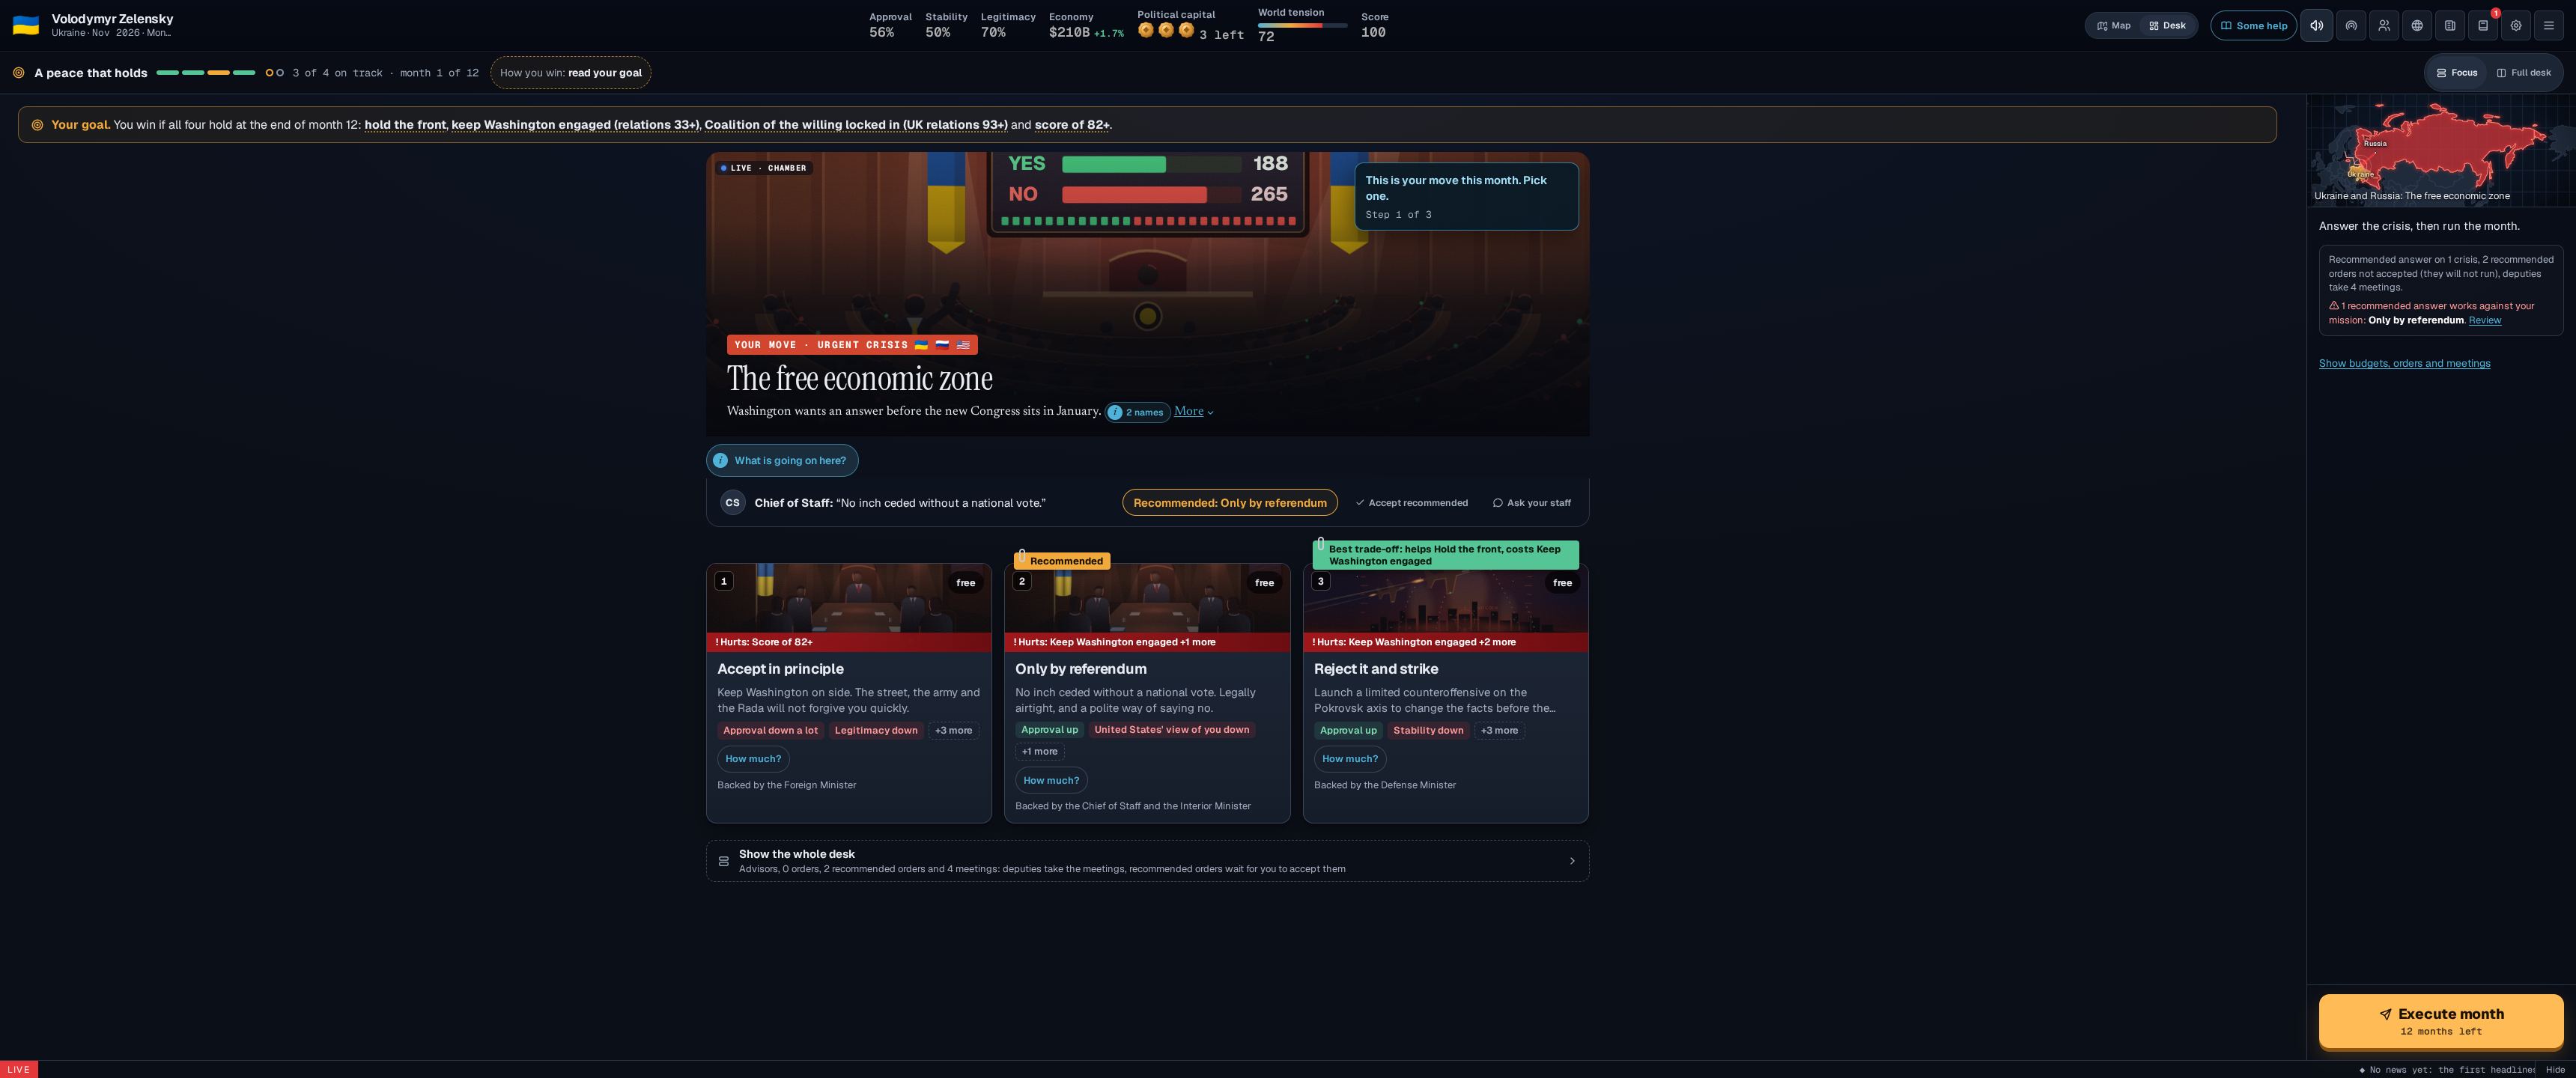 Volodymyr Zelensky
Ukraine · Nov 2026 · Mon…
Approval
56%
Stability
50%
Legitimacy
70%
Economy
$210B +1.7%
Political capital
3 left
World tension
72
Score
100
Map
Desk
Some help
1
A peace that holds
3 of 4 on track · month 1 of 12
How you win: read your goal
Focus
Full desk
Your goal. You win if all four hold at the end of month 12: hold the front, keep Washington engaged (relations 33+), Coalition of the willing locked in (UK relations 93+) and score of 82+.
LIVE · CHAMBER
YES 188
NO 265
This is your move this month. Pick
one.
Step 1 of 3
YOUR MOVE · URGENT CRISIS
The free economic zone
Washington wants an answer before the new Congress sits in January. i 2 names More
i What is going on here?
CS Chief of Staff: “No inch ceded without a national vote.”
Recommended: Only by referendum
Accept recommended
Ask your staff
1
free
! Hurts: Score of 82+
Accept in principle
Keep Washington on side. The street, the army and
the Rada will not forgive you quickly.
Approval down a lot
Legitimacy down
+3 more
How much?
Backed by the Foreign Minister
Recommended
2
free
! Hurts: Keep Washington engaged +1 more
Only by referendum
No inch ceded without a national vote. Legally
airtight, and a polite way of saying no.
Approval up
United States' view of you down
+1 more
How much?
Backed by the Chief of Staff and the Interior Minister
Best trade-off: helps Hold the front, costs Keep
Washington engaged
3
free
! Hurts: Keep Washington engaged +2 more
Reject it and strike
Launch a limited counteroffensive on the
Pokrovsk axis to change the facts before the…
Approval up
Stability down
+3 more
How much?
Backed by the Defense Minister
Show the whole desk
Advisors, 0 orders, 2 recommended orders and 4 meetings: deputies take the meetings, recommended orders wait for you to accept them
Russia
Ukraine
Ukraine and Russia: The free economic zone
Answer the crisis, then run the month.
Recommended answer on 1 crisis, 2 recommended
orders not accepted (they will not run), deputies
take 4 meetings.
1 recommended answer works against your
mission: Only by referendum. Review
Show budgets, orders and meetings
Execute month
12 months left
LIVE
◆ No news yet: the first headline
Hide